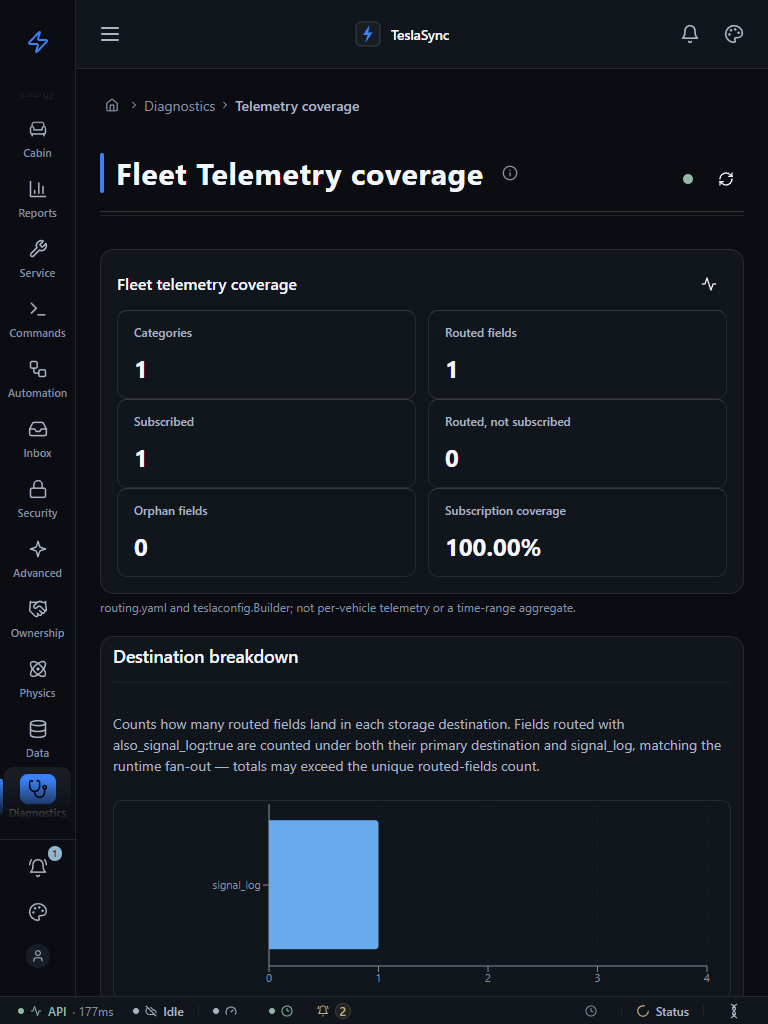 TeslaSync
Diagnostics
Telemetry coverage
Energy
Cabin
Reports
Service
Commands
Automation
Inbox
Security
Advanced
Ownership
Physics
Data
Diagnostics
1
Fleet Telemetry coverage
Fleet telemetry coverage
Categories
1
Routed fields
1
Subscribed
1
Routed, not subscribed
0
Orphan fields
0
Subscription coverage
100.00%
routing.yaml and teslaconfig.Builder; not per-vehicle telemetry or a time-range aggregate.
Destination breakdown
Counts how many routed fields land in each storage destination. Fields routed with
also_signal_log:true are counted under both their primary destination and signal_log, matching the
runtime fan-out — totals may exceed the unique routed-fields count.
signal_log
0 1 2 3 4
API · 177ms
Idle
2
Status